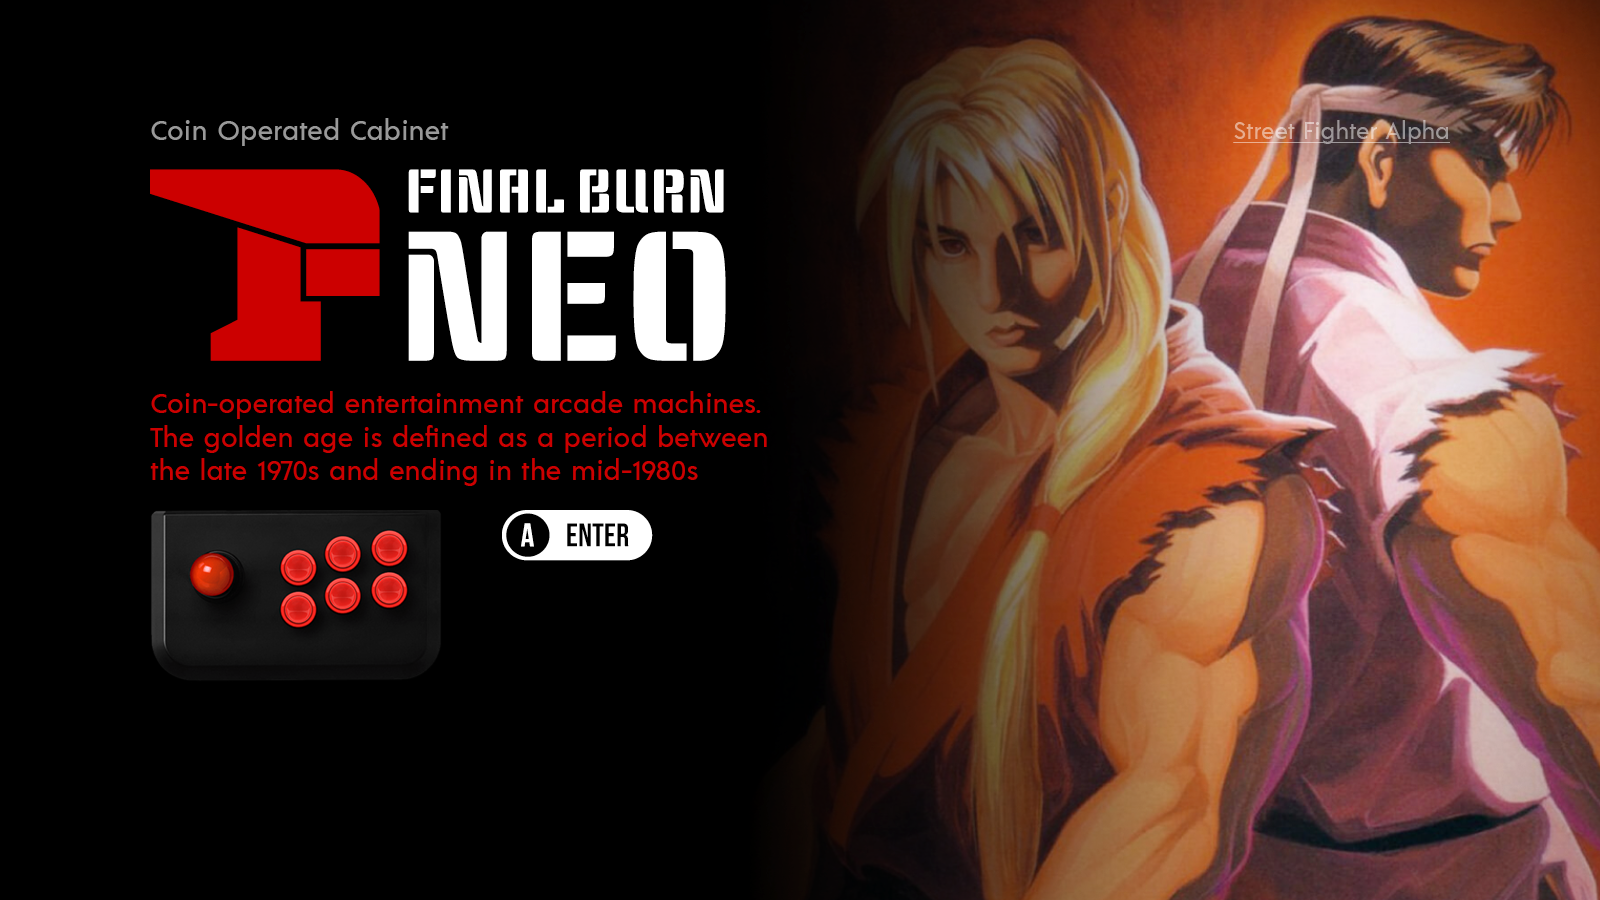 Coin Operated Cabinet
Street Fighter Alpha
FINAL BURN
NEO
Coin-operated entertainment arcade machines.
The golden age is defined as a period between
the late 1970s and ending in the mid-1980s
A ENTER